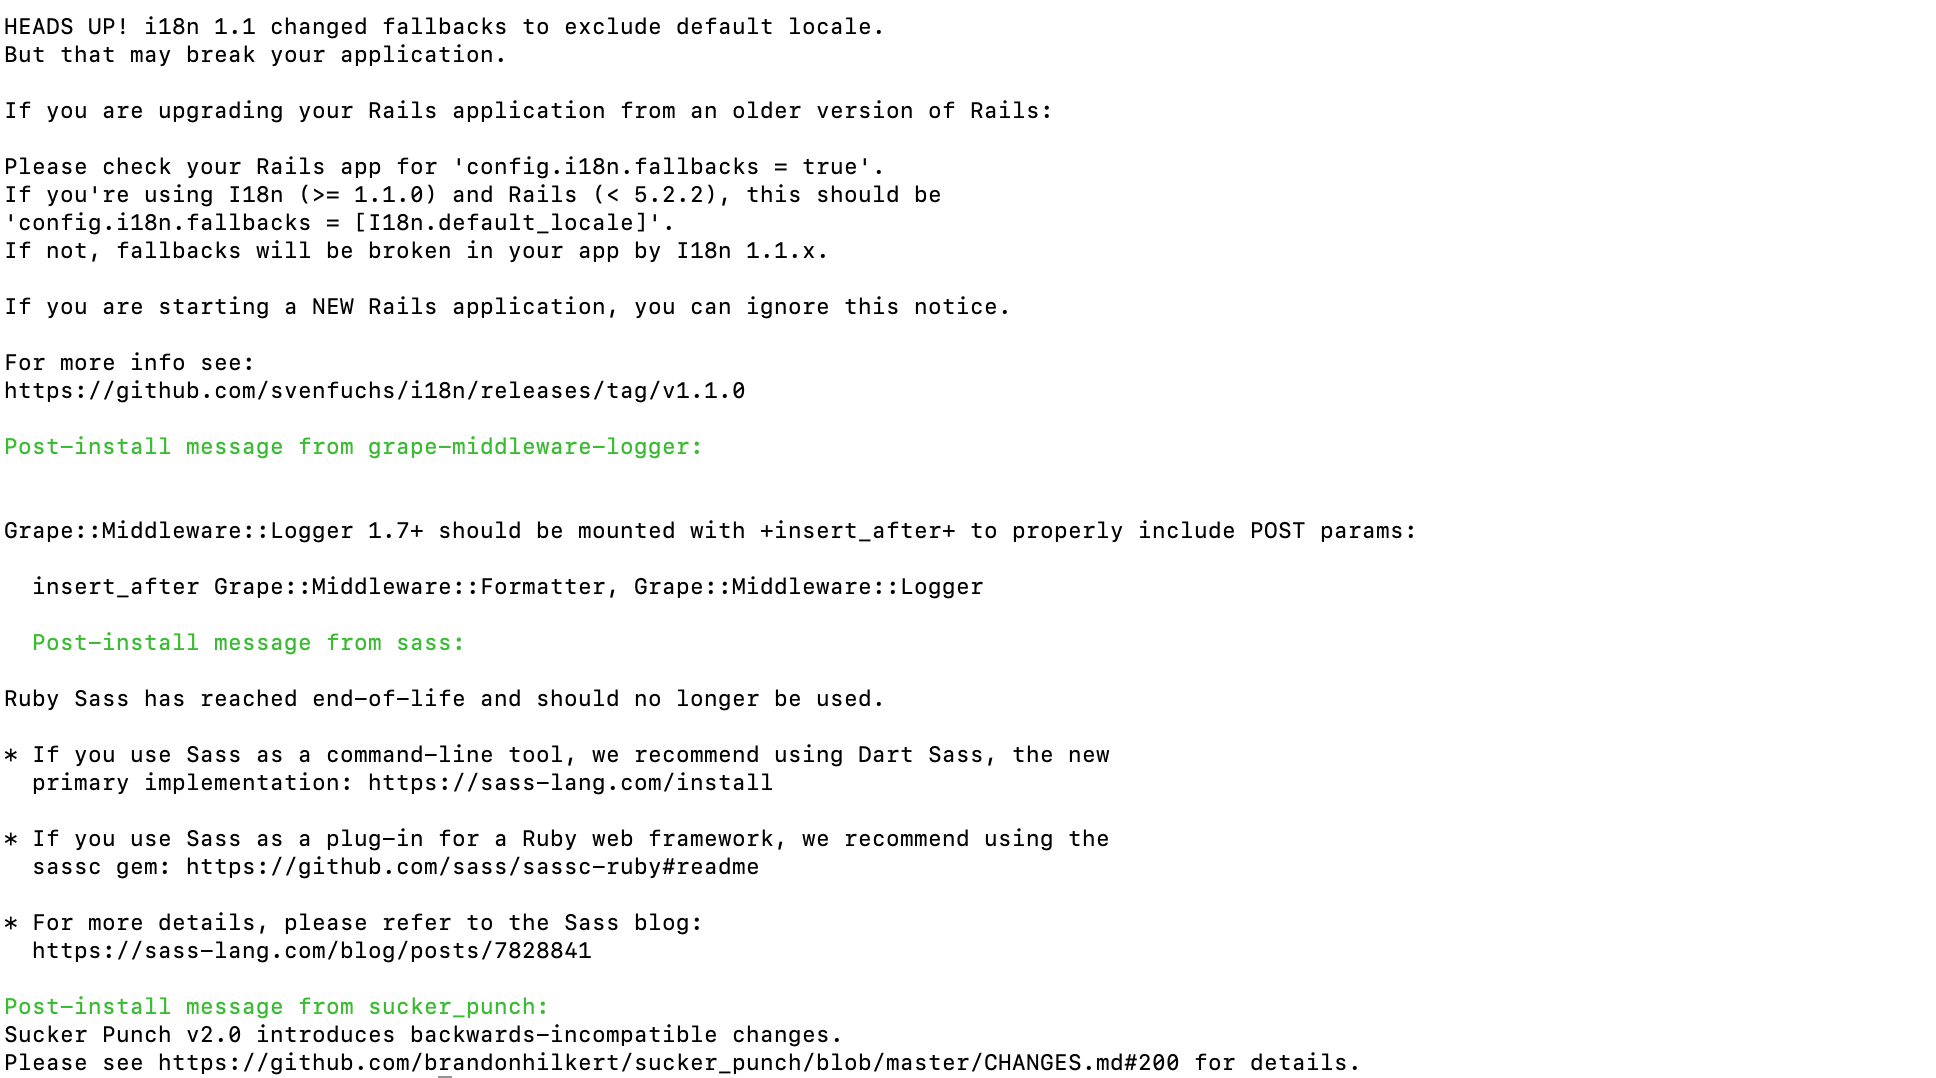 HEADS UP! i18n 1.1 changed fallbacks to exclude default locale.
But that may break your application.
If you are upgrading your Rails application from an older version of Rails:
Please check your Rails app for 'config.i18n.fallbacks = true'.
If you're using I18n (>= 1.1.0) and Rails (< 5.2.2), this should be
'config.i18n.fallbacks = [I18n.default_locale]'.
If not, fallbacks will be broken in your app by I18n 1.1.x.
If you are starting a NEW Rails application, you can ignore this notice.
For more info see:
https://github.com/svenfuchs/i18n/releases/tag/v1.1.0
Post-install message from grape-middleware-logger:
Grape::Middleware::Logger 1.7+ should be mounted with +insert_after+ to properly include POST params:
insert_after Grape::Middleware::Formatter, Grape::Middleware::Logger
Post-install message from sass:
Ruby Sass has reached end-of-life and should no longer be used.
* If you use Sass as a command-line tool, we recommend using Dart Sass, the new
primary implementation: https://sass-lang.com/install
* If you use Sass as a plug-in for a Ruby web framework, we recommend using the
sassc gem: https://github.com/sass/sassc-ruby#readme
* For more details, please refer to the Sass blog:
https://sass-lang.com/blog/posts/7828841
Post-install message from sucker_punch:
Sucker Punch v2.0 introduces backwards-incompatible changes.
Please see https://github.com/brandonhilkert/sucker_punch/blob/master/CHANGES.md#200 for details.